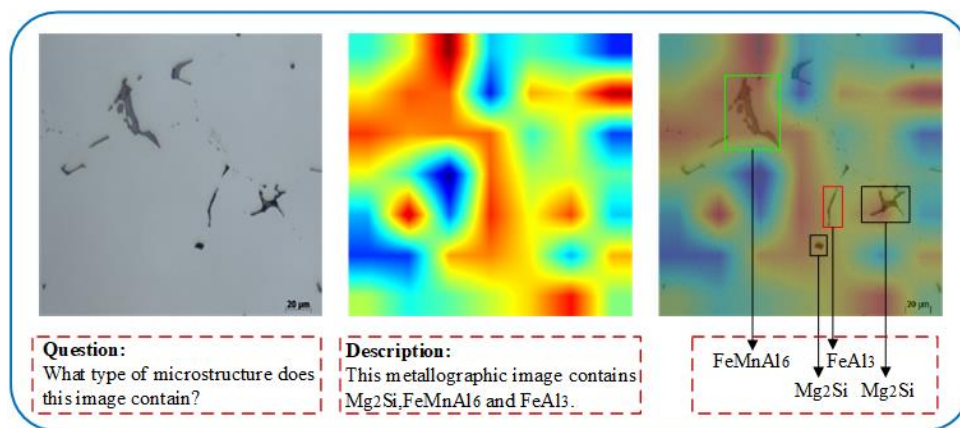 20 μm
20 μm
Question:
What type of microstructure does
this image contain?
Description:
This metallographic image contains
Mg2Si,FeMnAl6 and FeAl3.
FeMnAl6
FeAl3
Mg2Si
Mg2Si